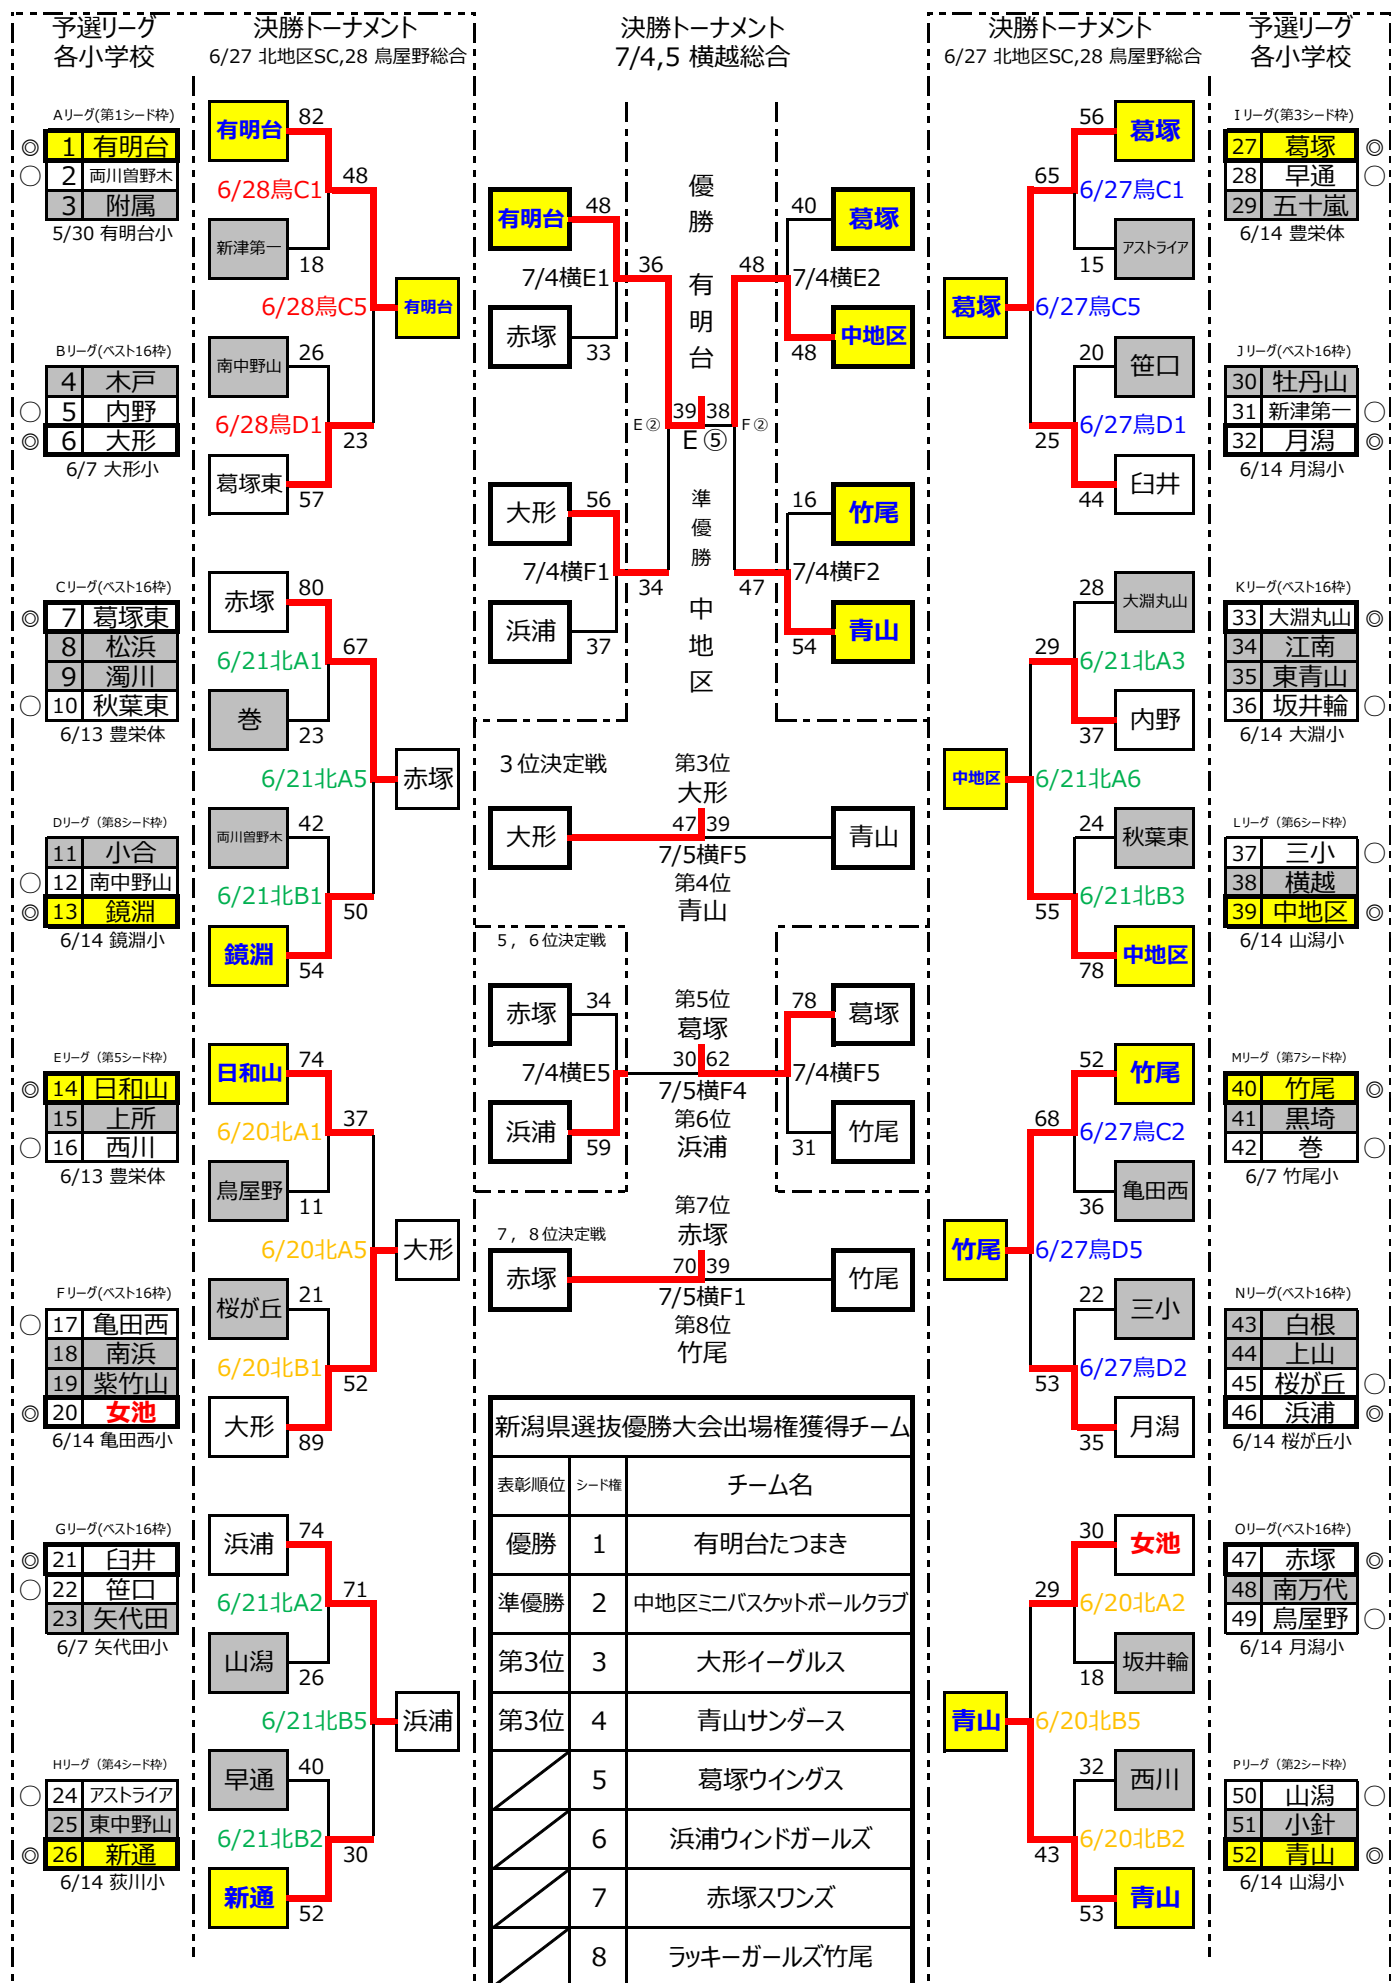 予選リーグ
各小学校
決勝トーナメント
6/27 北地区SC,28 鳥屋野総合
決勝トーナメント
7/4,5 横越総合
決勝トーナメント
6/27 北地区SC,28 鳥屋野総合
予選リーグ
各小学校
Aリーグ(第1シード枠)
◎ 1 有明台
○ 2 両川曽野木
3 附属
5/30 有明台小
Bリーグ(ベスト16枠)
4 木戸
○ 5 内野
◎ 6 大形
6/7 大形小
Cリーグ(ベスト16枠)
◎ 7 葛塚東
8 松浜
9 濁川
○ 10 秋葉東
6/13 豊栄体
Dリーグ（第8シード枠）
11 小合
○ 12 南中野山
◎ 13 鏡淵
6/14 鏡淵小
Eリーグ（第5シード枠）
◎ 14 日和山
15 上所
○ 16 西川
6/13 豊栄体
Fリーグ(ベスト16枠)
○ 17 亀田西
18 南浜
19 紫竹山
◎ 20 女池
6/14 亀田西小
Gリーグ(ベスト16枠)
◎ 21 臼井
○ 22 笹口
23 矢代田
6/7 矢代田小
Hリーグ（第4シード枠）
○ 24 アストライア
25 東中野山
◎ 26 新通
6/14 荻川小
有明台 82
6/28鳥C1 48
新津第一 18
6/28鳥C5 有明台
南中野山 26
6/28鳥D1 23
葛塚東 57
赤塚 80
6/21北A1 67
巻 23
6/21北A5 赤塚
両川曽野木 42
6/21北B1 50
鏡淵 54
日和山 74
6/20北A1 37
鳥屋野 11
6/20北A5 大形
桜が丘 21
6/20北B1 52
大形 89
浜浦 74
6/21北A2 71
山潟 26
6/21北B5 浜浦
早通 40
6/21北B2 30
新通 52
優勝
有明台
準優勝
中地区
有明台 48
7/4横E1 36
赤塚 33
40 葛塚
48 7/4横E2
48 中地区
E② 39 38 F②
E⑤
大形 56
7/4横F1 34
浜浦 37
16 竹尾
47 7/4横F2
54 青山
3位決定戦
第3位
大形
大形 47 39 青山
7/5横F5
第4位
青山
5，6位決定戦
赤塚 34
7/4横E5
浜浦 59
第5位
葛塚
30 62
7/5横F4
第6位
浜浦
78 葛塚
7/4横F5
31 竹尾
7，8位決定戦
第7位
赤塚
赤塚 70 39 竹尾
7/5横F1
第8位
竹尾
新潟県選抜優勝大会出場権獲得チーム
表彰順位 シード権 チーム名
優勝 1 有明台たつまき
準優勝 2 中地区ミニバスケットボールクラブ
第3位 3 大形イーグルス
第3位 4 青山サンダース
5 葛塚ウイングス
6 浜浦ウィンドガールズ
7 赤塚スワンズ
8 ラッキーガールズ竹尾
56 葛塚
65 6/27鳥C1
15 アストライア
葛塚 6/27鳥C5
20 笹口
25 6/27鳥D1
44 臼井
28 大淵丸山
29 6/21北A3
37 内野
中地区 6/21北A6
24 秋葉東
55 6/21北B3
78 中地区
52 竹尾
68 6/27鳥C2
36 亀田西
竹尾 6/27鳥D5
22 三小
53 6/27鳥D2
35 月潟
30 女池
29 6/20北A2
18 坂井輪
青山 6/20北B5
32 西川
43 6/20北B2
53 青山
Iリーグ(第3シード枠)
27 葛塚 ◎
28 早通 ○
29 五十嵐
6/14 豊栄体
Jリーグ(ベスト16枠)
30 牡丹山
31 新津第一 ○
32 月潟 ◎
6/14 月潟小
Kリーグ(ベスト16枠)
33 大淵丸山 ◎
34 江南
35 東青山
36 坂井輪 ○
6/14 大淵小
Lリーグ（第6シード枠）
37 三小 ○
38 横越
39 中地区 ◎
6/14 山潟小
Mリーグ（第7シード枠）
40 竹尾 ◎
41 黒埼
42 巻 ○
6/7 竹尾小
Nリーグ(ベスト16枠)
43 白根
44 上山
45 桜が丘 ○
46 浜浦 ◎
6/14 桜が丘小
Oリーグ(ベスト16枠)
47 赤塚 ◎
48 南万代
49 鳥屋野 ○
6/14 月潟小
Pリーグ（第2シード枠）
50 山潟 ○
51 小針
52 青山 ◎
6/14 山潟小